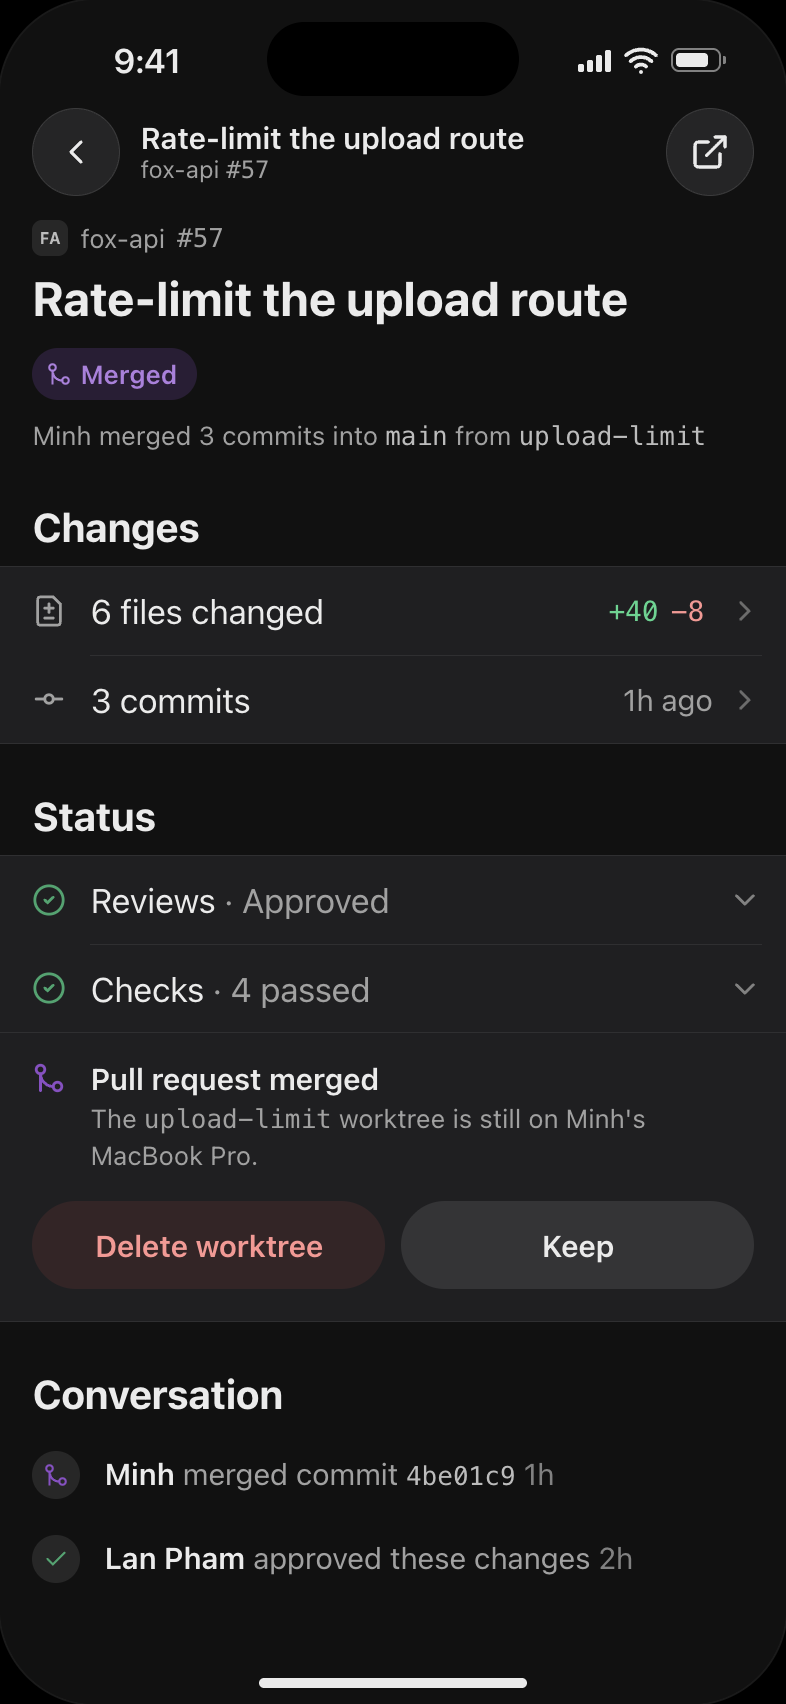 9:41
Rate-limit the upload route
fox-api #57
FA fox-api #57
Rate-limit the upload route
Merged
Minh merged 3 commits into main from upload-limit
Changes
6 files changed +40 −8
3 commits 1h ago
Status
Reviews · Approved
Checks · 4 passed
Pull request merged
The upload-limit worktree is still on Minh's
MacBook Pro.
Delete worktree Keep
Conversation
Minh merged commit 4be01c9 1h
Lan Pham approved these changes 2h